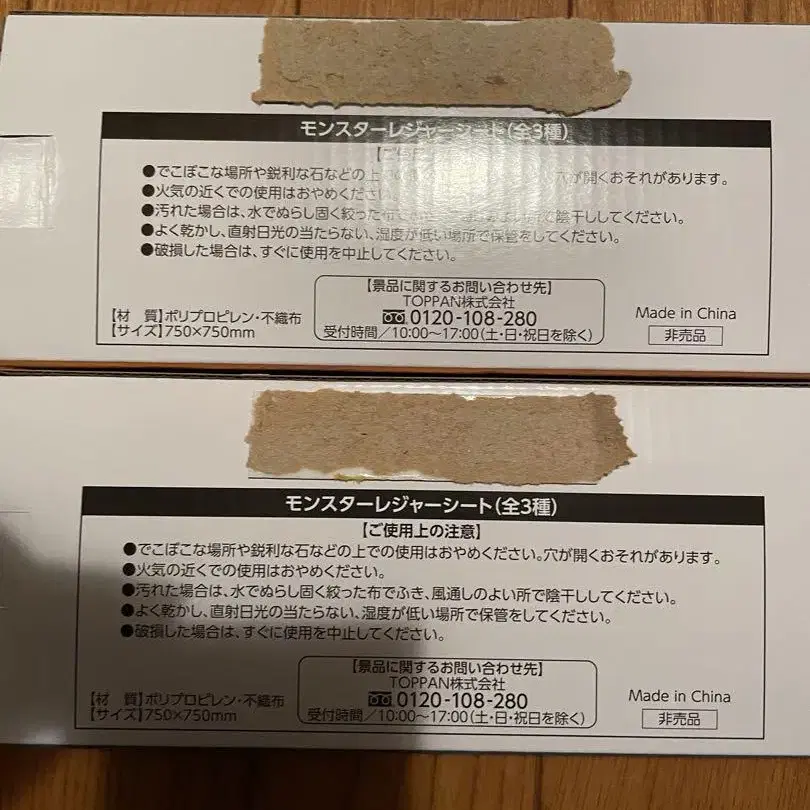 モンスターレジャーシート(全3種)
【ご使
●でこぼこな場所や鋭利な石などの上 穴が開くおそれがあります。
●火気の近くでの使用はおやめくださ
●汚れた場合は、水でぬらし固く絞った布で 所で陰干ししてください。
●よく乾かし、直射日光の当たらない、湿度が低い場所で保管をしてください。
●破損した場合は、すぐに使用を中止してください。
【景品に関するお問い合わせ先】
TOPPAN株式会社
0120-108-280
受付時間/10:00〜17:00(土・日・祝日を除く)
【材 質】ポリプロピレン・不織布
【サイズ】750×750mm
Made in China
非売品
モンスターレジャーシート(全3種)
【ご使用上の注意】
●でこぼこな場所や鋭利な石などの上での使用はおやめください。穴が開くおそれがあります。
●火気の近くでの使用はおやめください。
●汚れた場合は、水でぬらし固く絞った布でふき、風通しのよい所で陰干ししてください。
●よく乾かし、直射日光の当たらない、湿度が低い場所で保管をしてください。
●破損した場合は、すぐに使用を中止してください。
【景品に関するお問い合わせ先】
TOPPAN株式会社
0120-108-280
受付時間/10:00〜17:00(土・日・祝日を除く)
【材 質】ポリプロピレン・不織布
【サイズ】750×750mm
Made in China
非売品